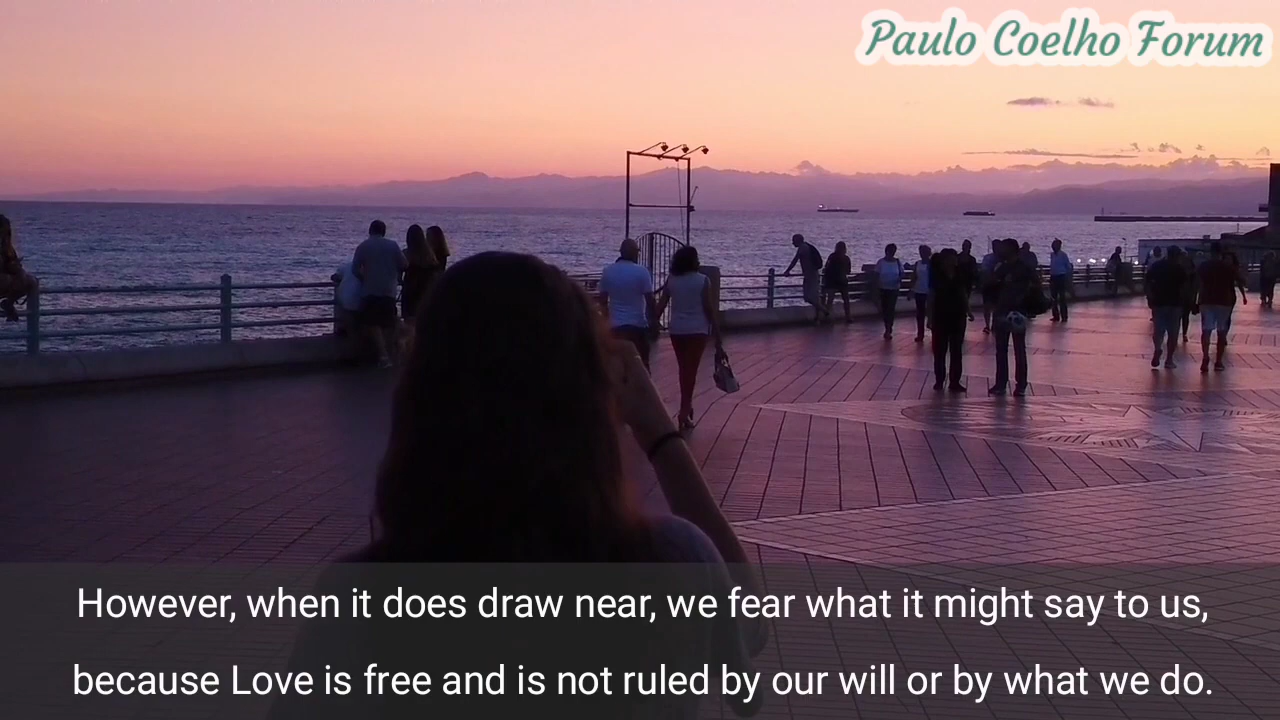 Paulo Coelho Forum
However, when it does draw near, we fear what it might say to us,
because Love is free and is not ruled by our will or by what we do.